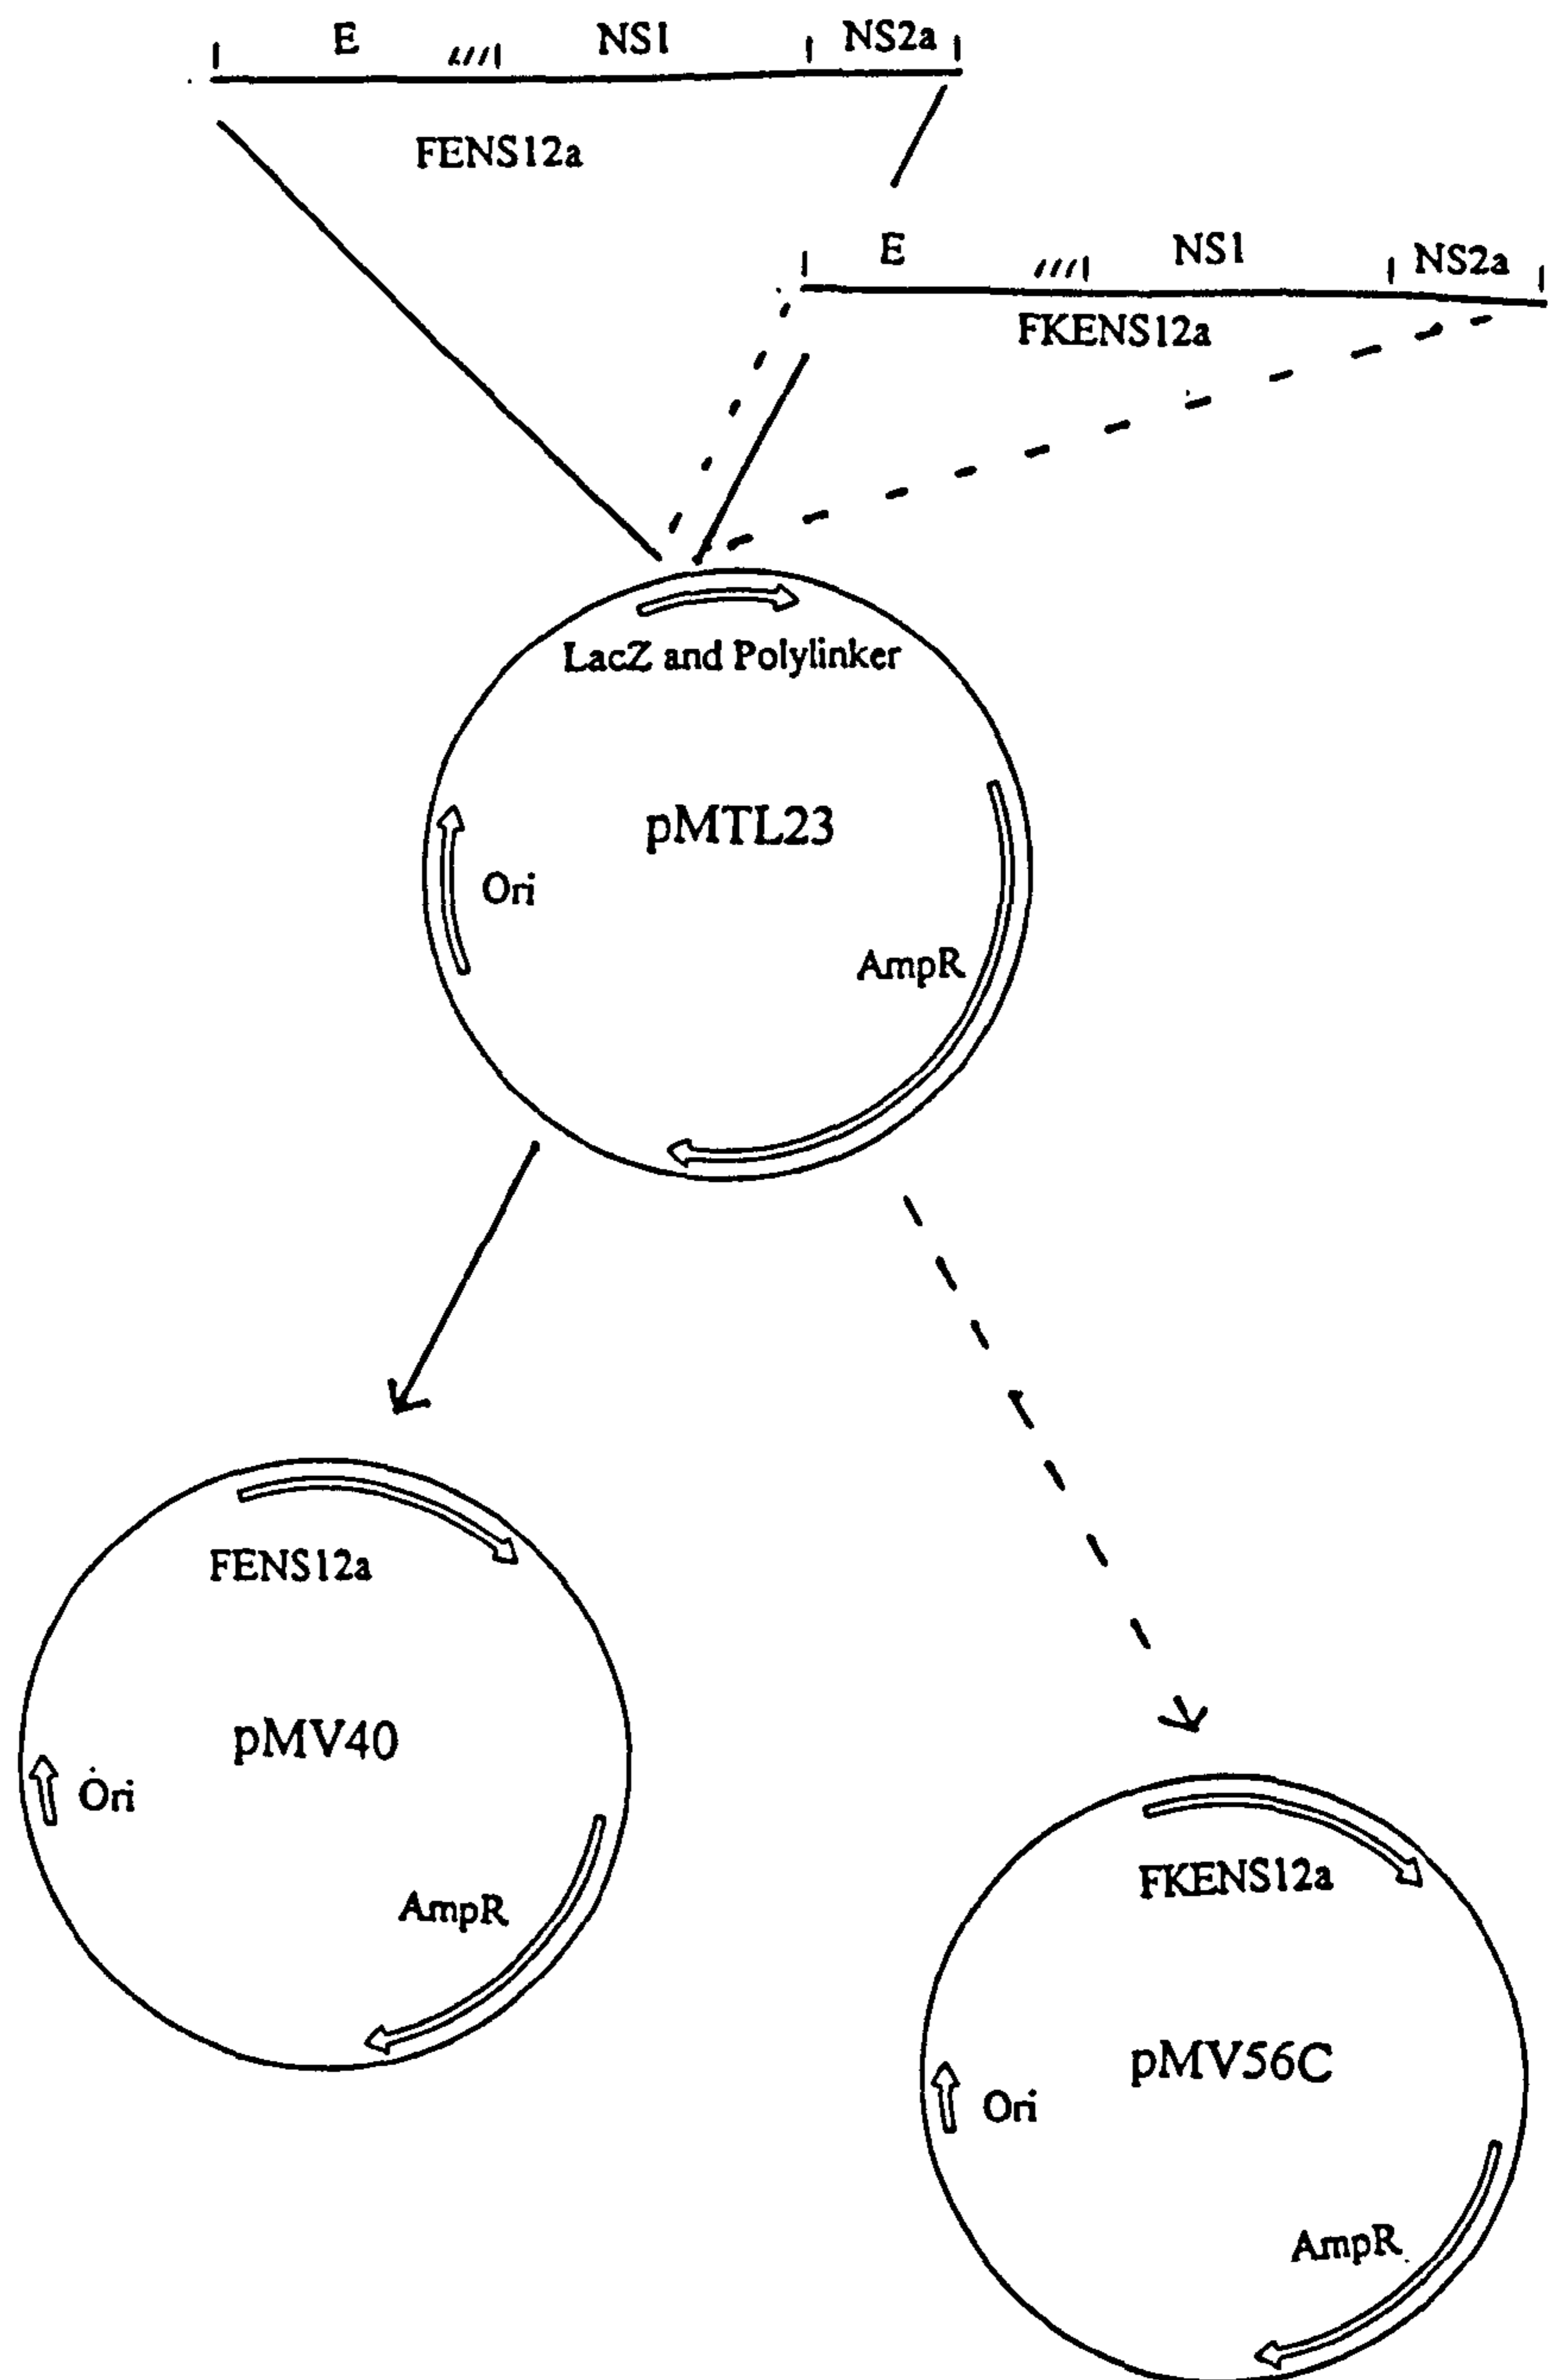 E NS1 NS2a
FENS12a
E NS1 NS2a
FKENS12a
LacZ and Polylinker
pMTL23
Ori
AmpR
FENS12a
pMV40
Ori
AmpR
FKENS12a
pMV56C
Ori
AmpR